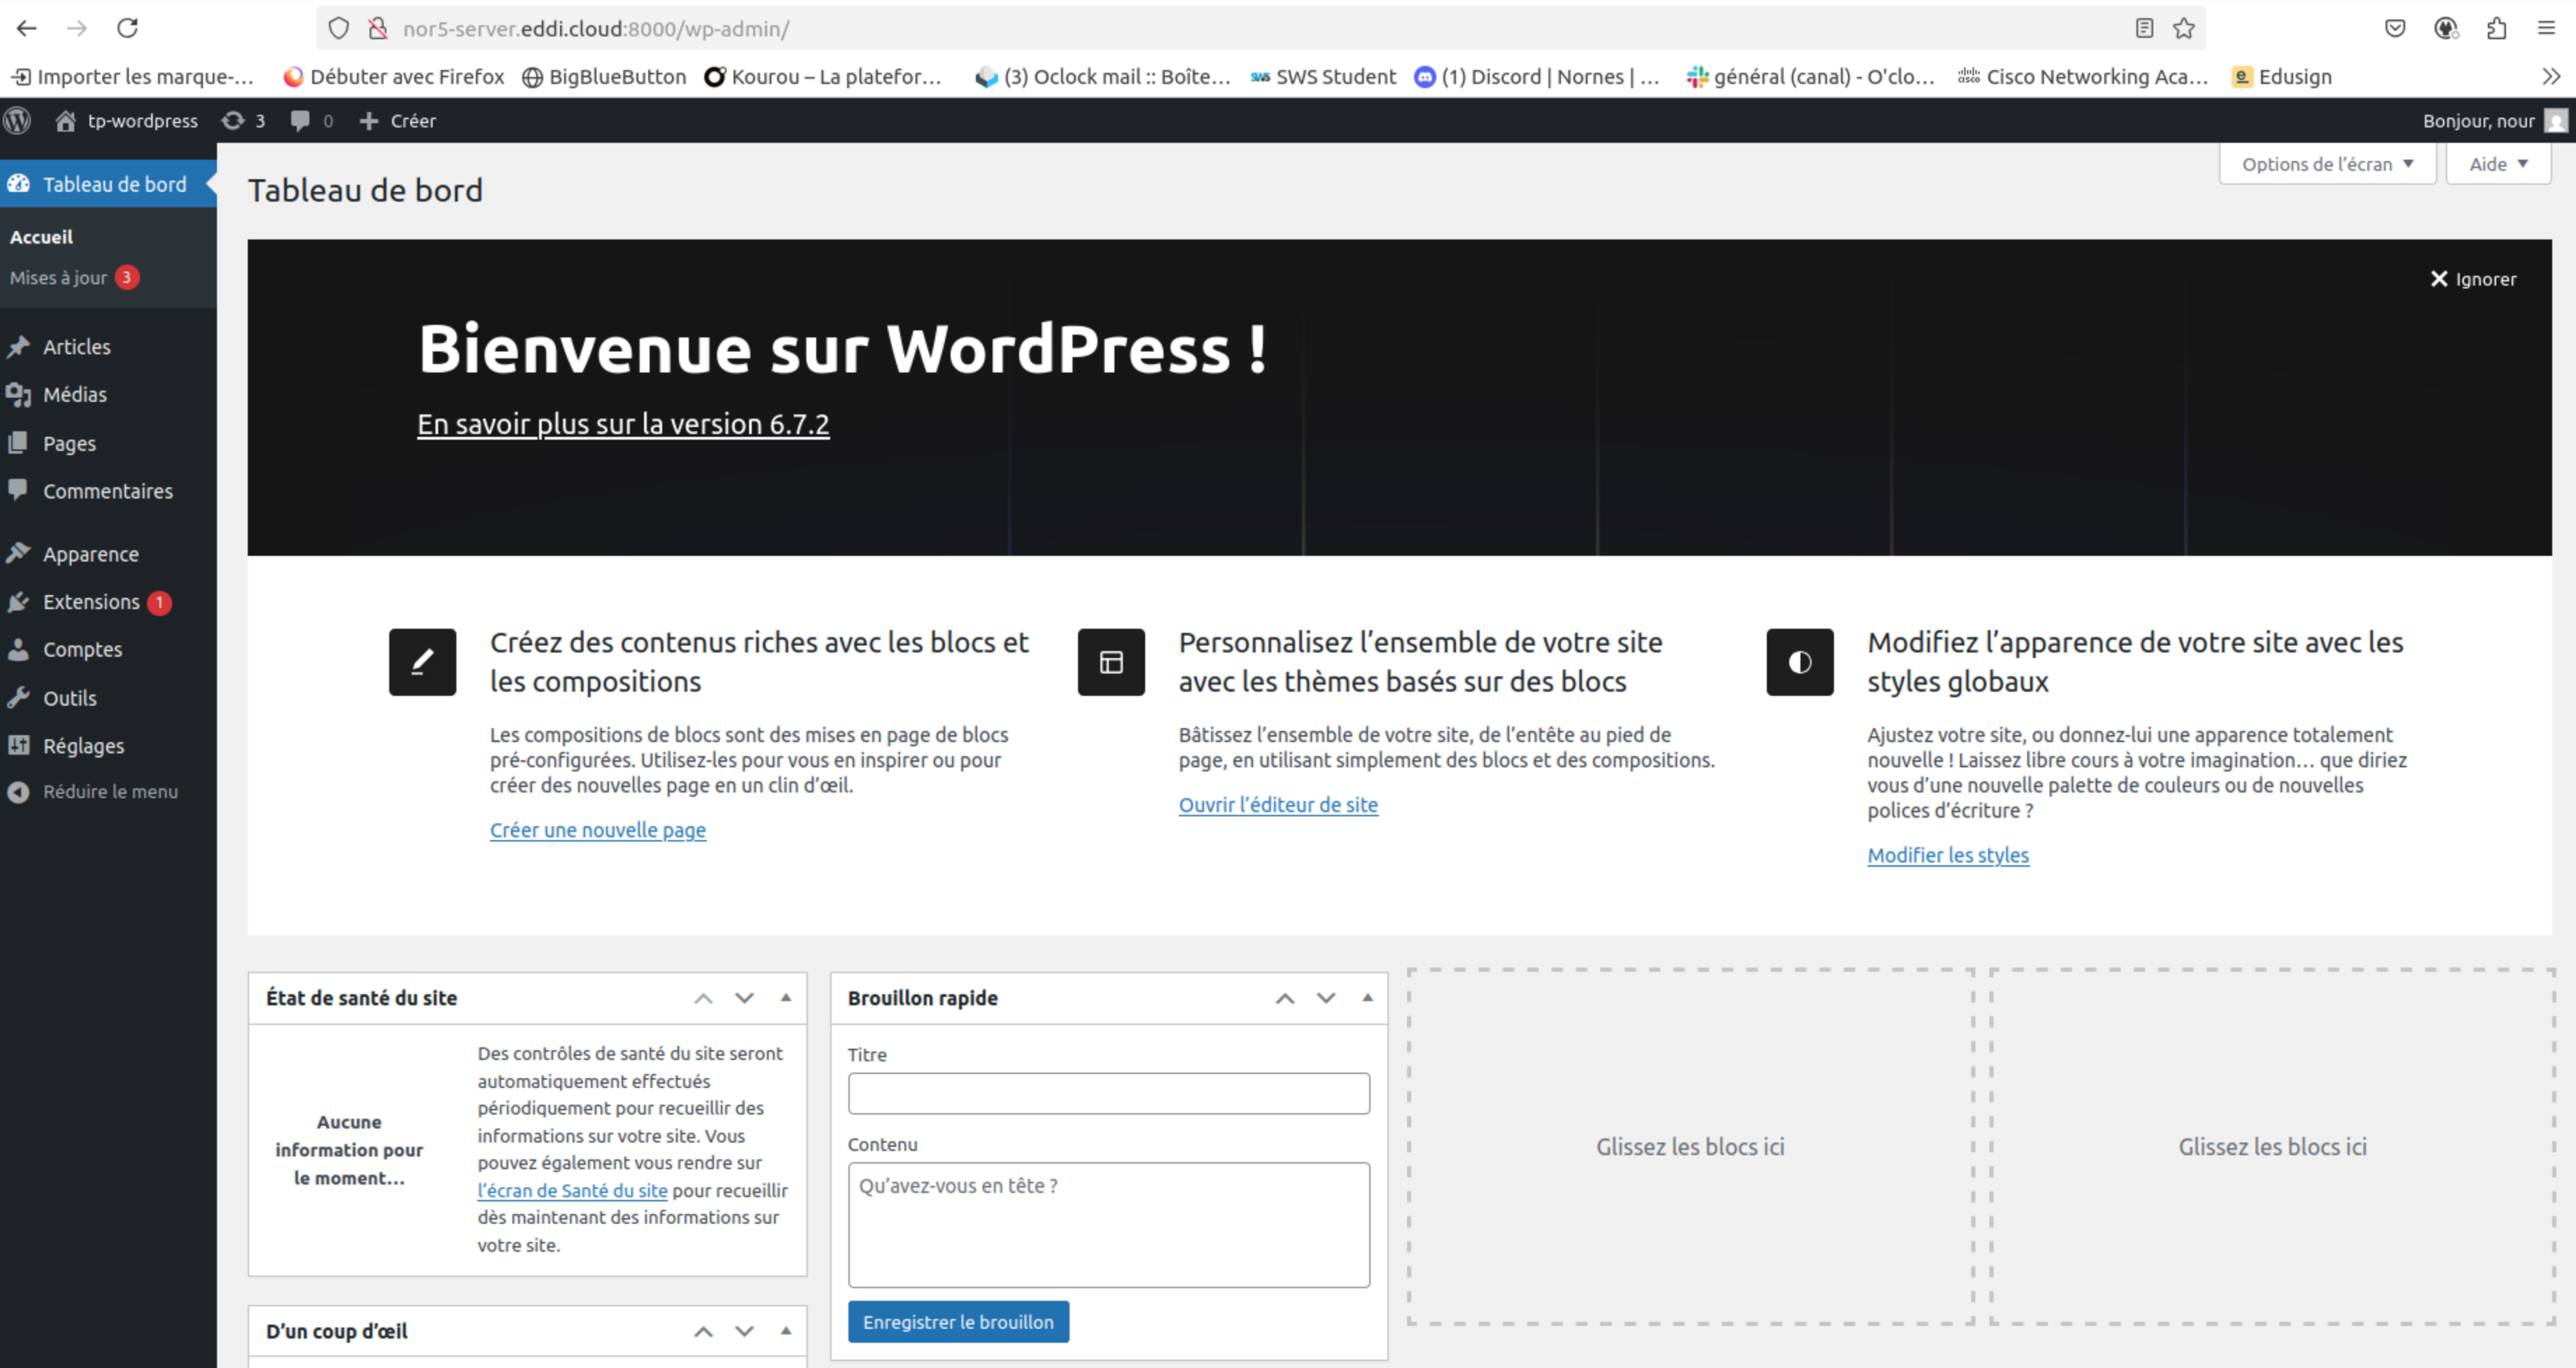 nor5-server.eddi.cloud:8000/wp-admin/
Importer les marque-…
Débuter avec Firefox
BigBlueButton
Kourou – La platefor…
(3) Oclock mail :: Boîte…
SWS SWS Student
(1) Discord | Nornes | …
général (canal) - O'clo…
Cisco Networking Aca…
Edusign
tp-wordpress
3
0
Créer
Bonjour, nour
Tableau de bord
Accueil
Mises à jour 3
Articles
Médias
Pages
Commentaires
Apparence
Extensions 1
Comptes
Outils
Réglages
Réduire le menu
Options de l’écran
Aide
Tableau de bord
Ignorer
Bienvenue sur WordPress !
En savoir plus sur la version 6.7.2
Créez des contenus riches avec les blocs et
les compositions
Les compositions de blocs sont des mises en page de blocs
pré-configurées. Utilisez-les pour vous en inspirer ou pour
créer des nouvelles page en un clin d’œil.
Créer une nouvelle page
Personnalisez l’ensemble de votre site
avec les thèmes basés sur des blocs
Bâtissez l’ensemble de votre site, de l’entête au pied de
page, en utilisant simplement des blocs et des compositions.
Ouvrir l’éditeur de site
Modifiez l’apparence de votre site avec les
styles globaux
Ajustez votre site, ou donnez-lui une apparence totalement
nouvelle ! Laissez libre cours à votre imagination… que diriez
vous d’une nouvelle palette de couleurs ou de nouvelles
polices d’écriture ?
Modifier les styles
État de santé du site
Aucune
information pour
le moment…
Des contrôles de santé du site seront
automatiquement effectués
périodiquement pour recueillir des
informations sur votre site. Vous
pouvez également vous rendre sur
l’écran de Santé du site pour recueillir
dès maintenant des informations sur
votre site.
D’un coup d’œil
Brouillon rapide
Titre
Contenu
Qu’avez-vous en tête ?
Enregistrer le brouillon
Glissez les blocs ici
Glissez les blocs ici